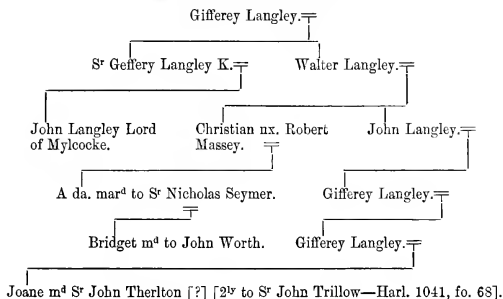 Gifferey Langley.
Sr Geffery Langley K. Walter Langley.
John Langley Lord Christian ux. Robert John Langley.
of Mylcocke. Massey.
A da. mard to Sr Nicholas Seymer. Gifferey Langley.
Bridget md to John Worth. Gifferey Langley.
Joane md Sr John Therlton [?] [2ly to Sr John Trillow—Harl. 1041, fo. 68].